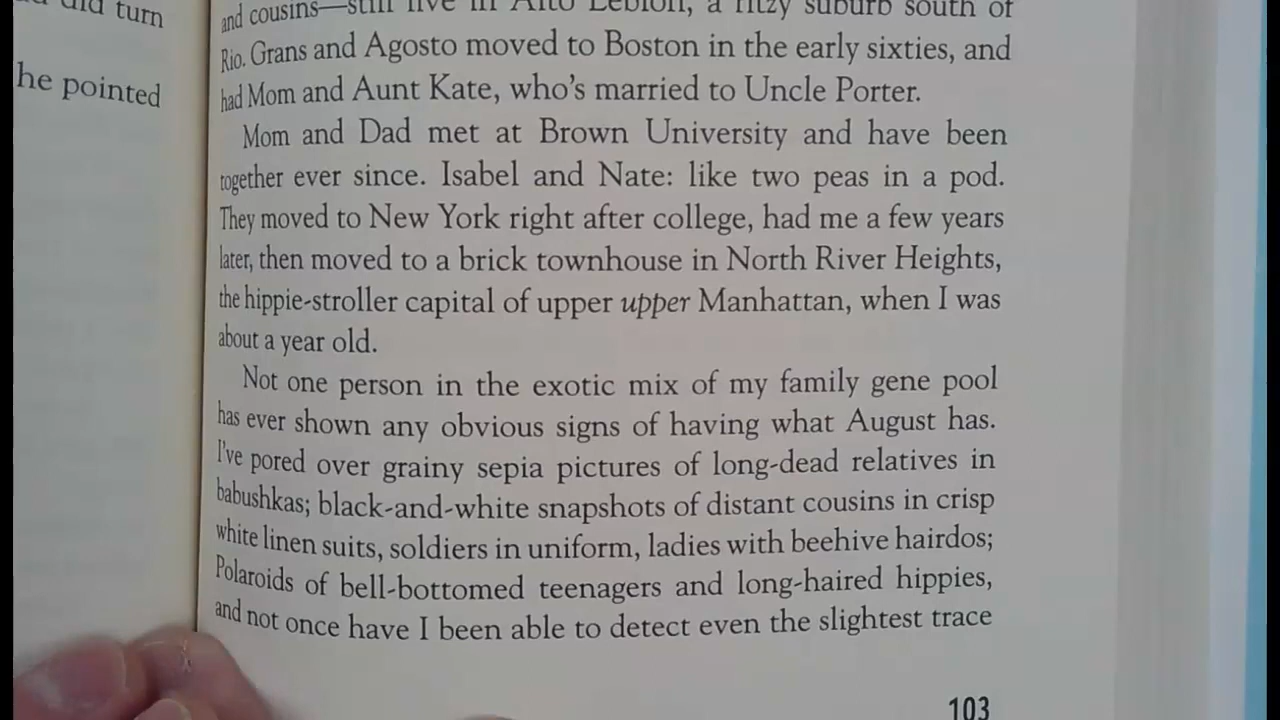 turn
he pointed
and cousins—still live in Alto Leblon, a ritzy suburb south of
Rio. Grans and Agosto moved to Boston in the early sixties, and
had Mom and Aunt Kate, who's married to Uncle Porter.
Mom and Dad met at Brown University and have been
together ever since. Isabel and Nate: like two peas in a pod.
They moved to New York right after college, had me a few years
later, then moved to a brick townhouse in North River Heights,
the hippie-stroller capital of upper upper Manhattan, when I was
about a year old.
Not one person in the exotic mix of my family gene pool
has ever shown any obvious signs of having what August has.
I've pored over grainy sepia pictures of long-dead relatives in
babushkas; black-and-white snapshots of distant cousins in crisp
white linen suits, soldiers in uniform, ladies with beehive hairdos;
Polaroids of bell-bottomed teenagers and long-haired hippies,
and not once have I been able to detect even the slightest trace
103